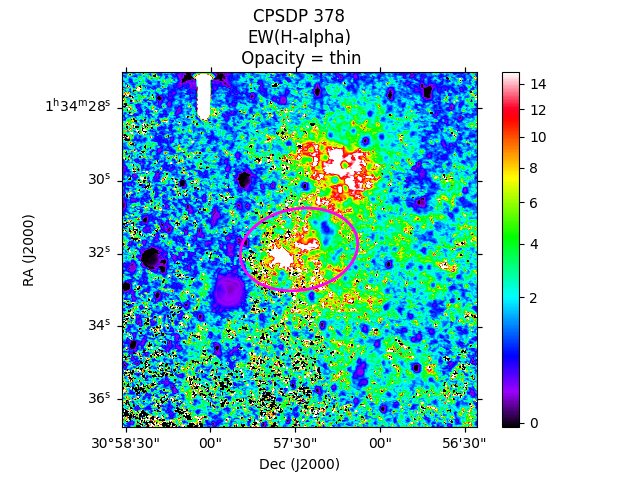 CPSDP 378
EW(H-alpha)
Opacity = thin
1ʰ34ᵐ28ˢ
30ˢ
32ˢ
34ˢ
36ˢ
RA (J2000)
30°58'30" 00" 57'30" 00" 56'30"
Dec (J2000)
14
12
10
8
6
4
2
0